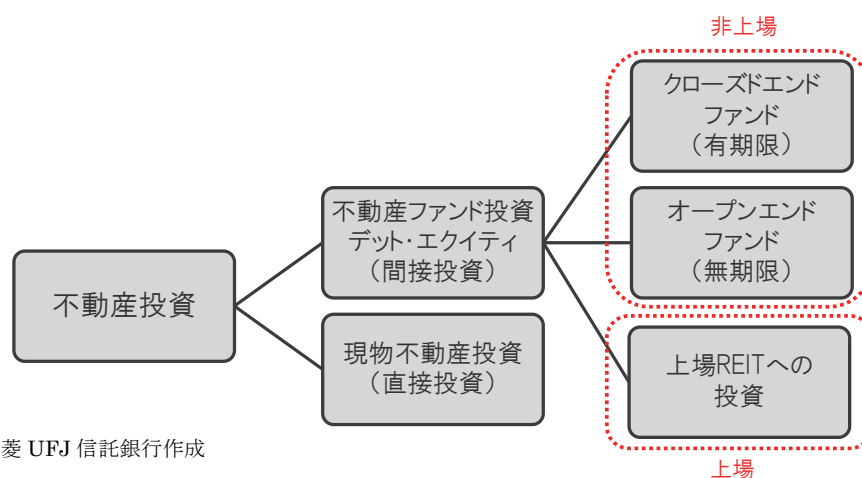 非上場
クローズドエンド
ファンド
（有期限）
不動産ファンド投資
デット・エクイティ
（間接投資）
オープンエンド
ファンド
（無期限）
不動産投資
現物不動産投資
（直接投資）
上場REITへの
投資
菱 UFJ 信託銀行作成
上場